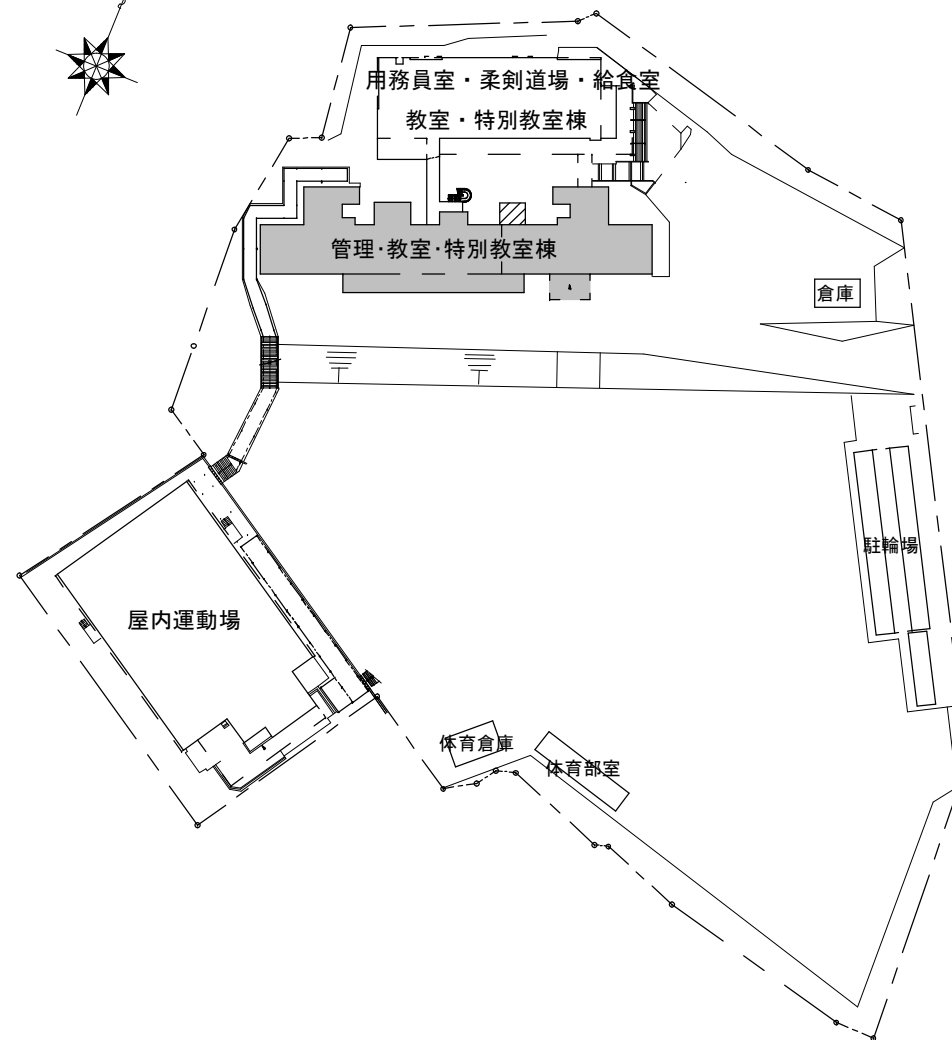 用務員室・柔剣道場・給食室
教室・特別教室棟
管理・教室・特別教室棟
倉庫
駐輪場
屋内運動場
体育倉庫
体育部室